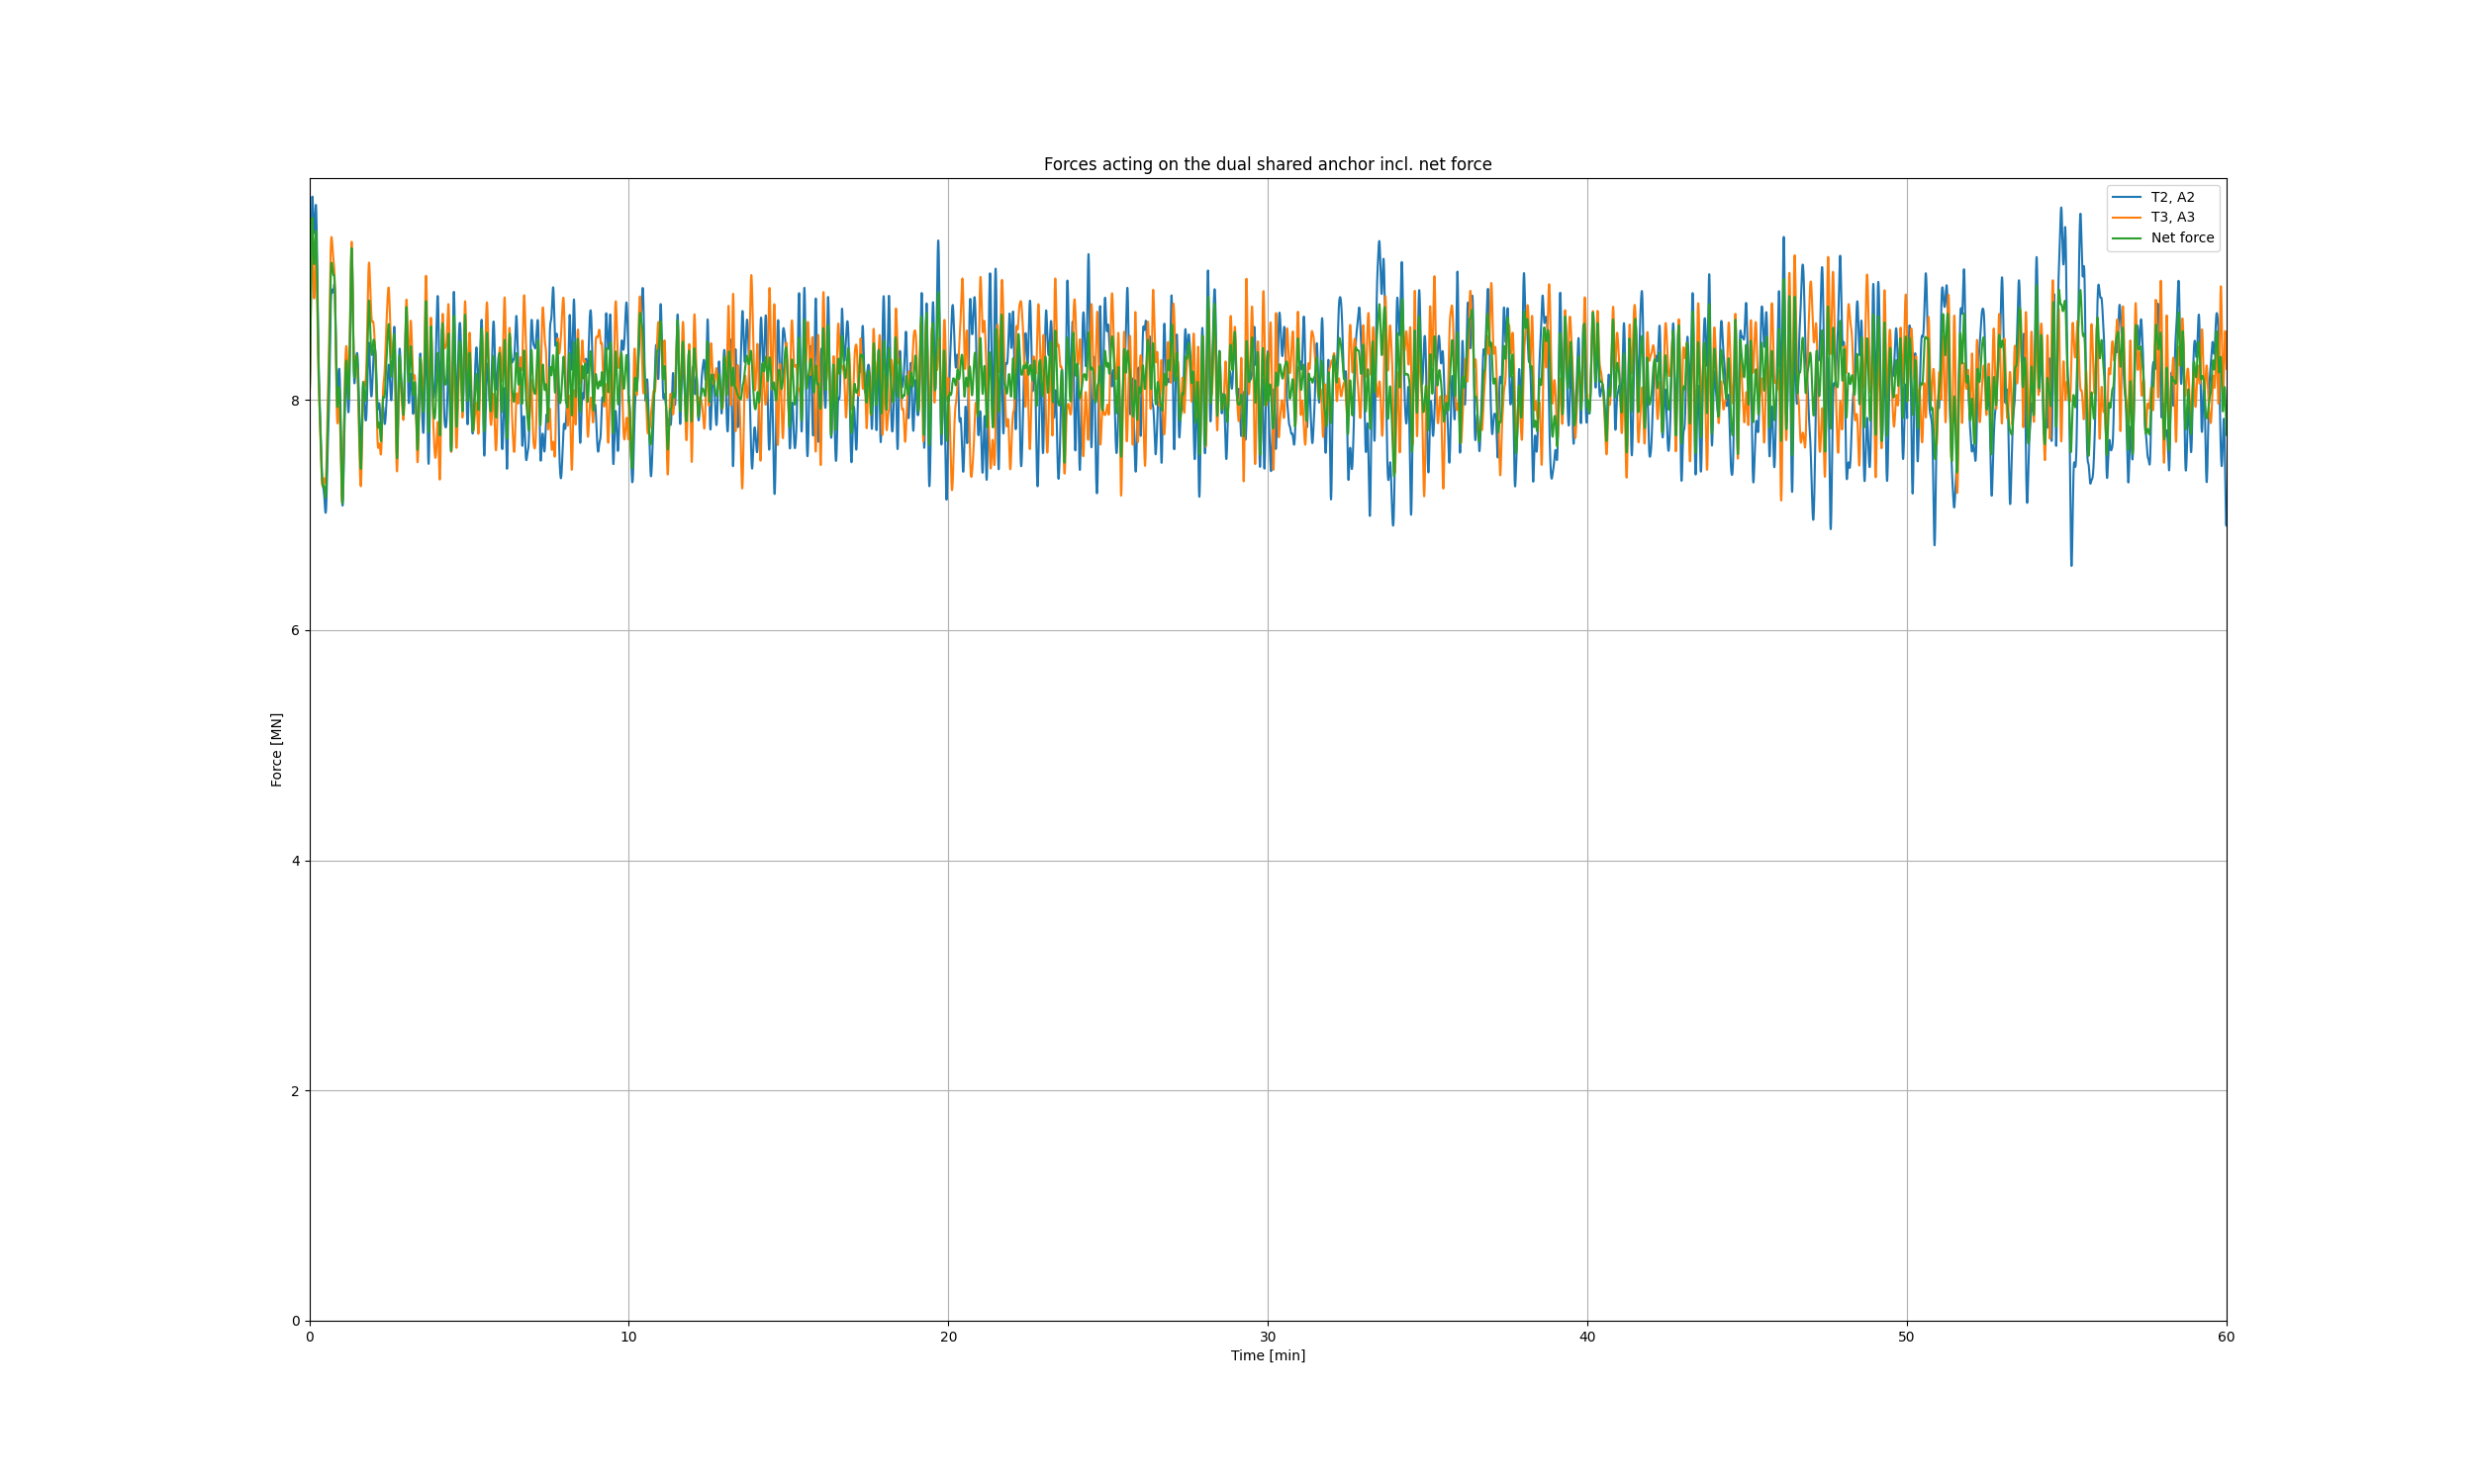 Forces acting on the dual shared anchor incl. net force
T2, A2
T3, A3
Net force
Force [MN]
8
6
4
2
0
0 10 20 30 40 50 60
Time [min]